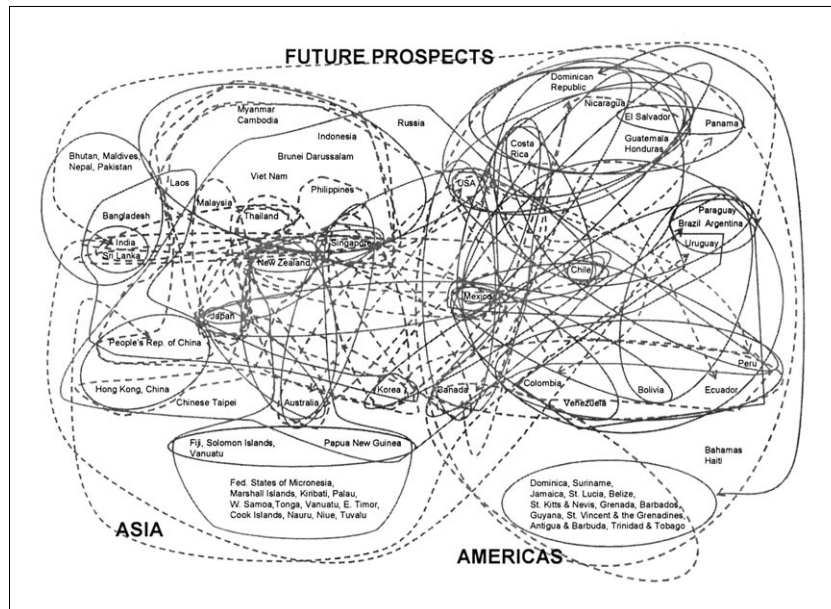 FUTURE PROSPECTS
Dominican
Republic
Nicaragua
El Salvador
Panama
Guatemala
Honduras
Costa
Rica
USA
Myanmar
Cambodia
Indonesia
Russia
Brunei Darussalam
Viet Nam
Philippines
Bhutan, Maldives,
Nepal, Pakistan
Laos
Malaysia
Thailand
Singapore
Bangladesh
India
Sri Lanka
New Zealand
Paraguay
Brazil Argentina
Uruguay
Chile
Mexico
Japan
People's Rep. of China
Hong Kong, China
Chinese Taipei
Australia
Korea
Canada
Colombia
Venezuela
Bolivia
Ecuador
Peru
Fiji, Solomon Islands,
Vanuatu
Papua New Guinea
Bahamas
Haiti
Fed. States of Micronesia,
Marshall Islands, Kiribati, Palau,
W. Samoa,Tonga, Vanuatu, E. Timor,
Cook Islands, Nauru, Niue, Tuvalu
Dominica, Suriname,
Jamaica, St. Lucia, Belize,
St. Kitts & Nevis, Grenada, Barbados,
Guyana, St. Vincent & the Grenadines,
Antigua & Barbuda, Trinidad & Tobago
ASIA
AMERICAS